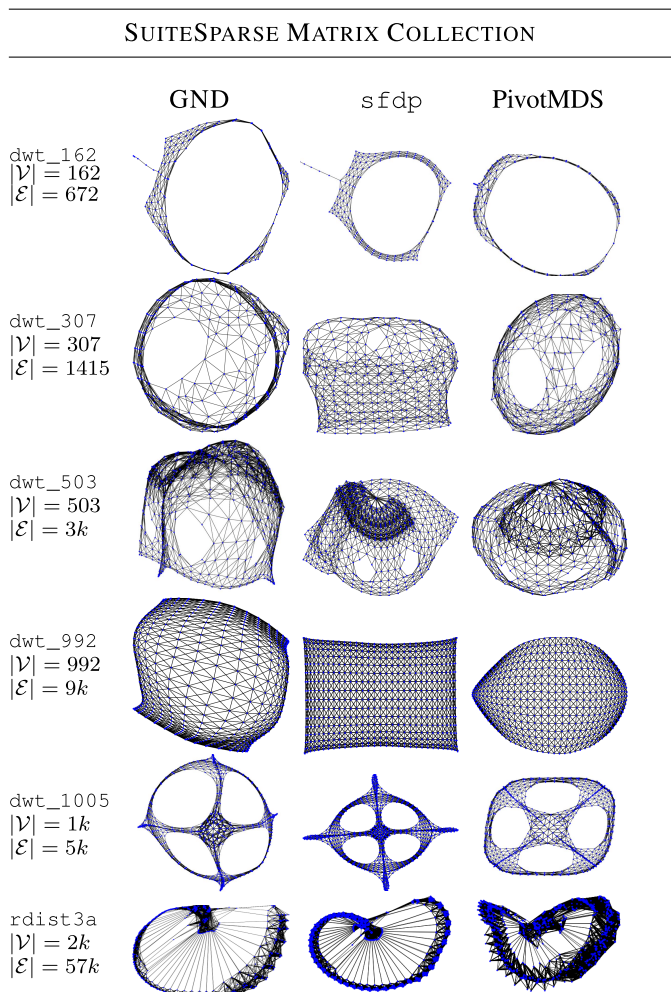 SUITESPARSE MATRIX COLLECTION
GND sfdp PivotMDS
dwt_162
|𝒱| = 162
|ℰ| = 672
dwt_307
|𝒱| = 307
|ℰ| = 1415
dwt_503
|𝒱| = 503
|ℰ| = 3k
dwt_992
|𝒱| = 992
|ℰ| = 9k
dwt_1005
|𝒱| = 1k
|ℰ| = 5k
rdist3a
|𝒱| = 2k
|ℰ| = 57k